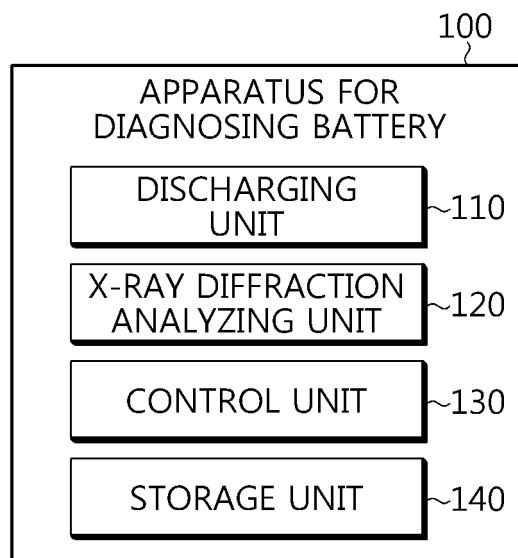 100
APPARATUS FOR
DIAGNOSING BATTERY
DISCHARGING
UNIT
110
X-RAY DIFFRACTION
ANALYZING UNIT
120
CONTROL UNIT
130
STORAGE UNIT
140